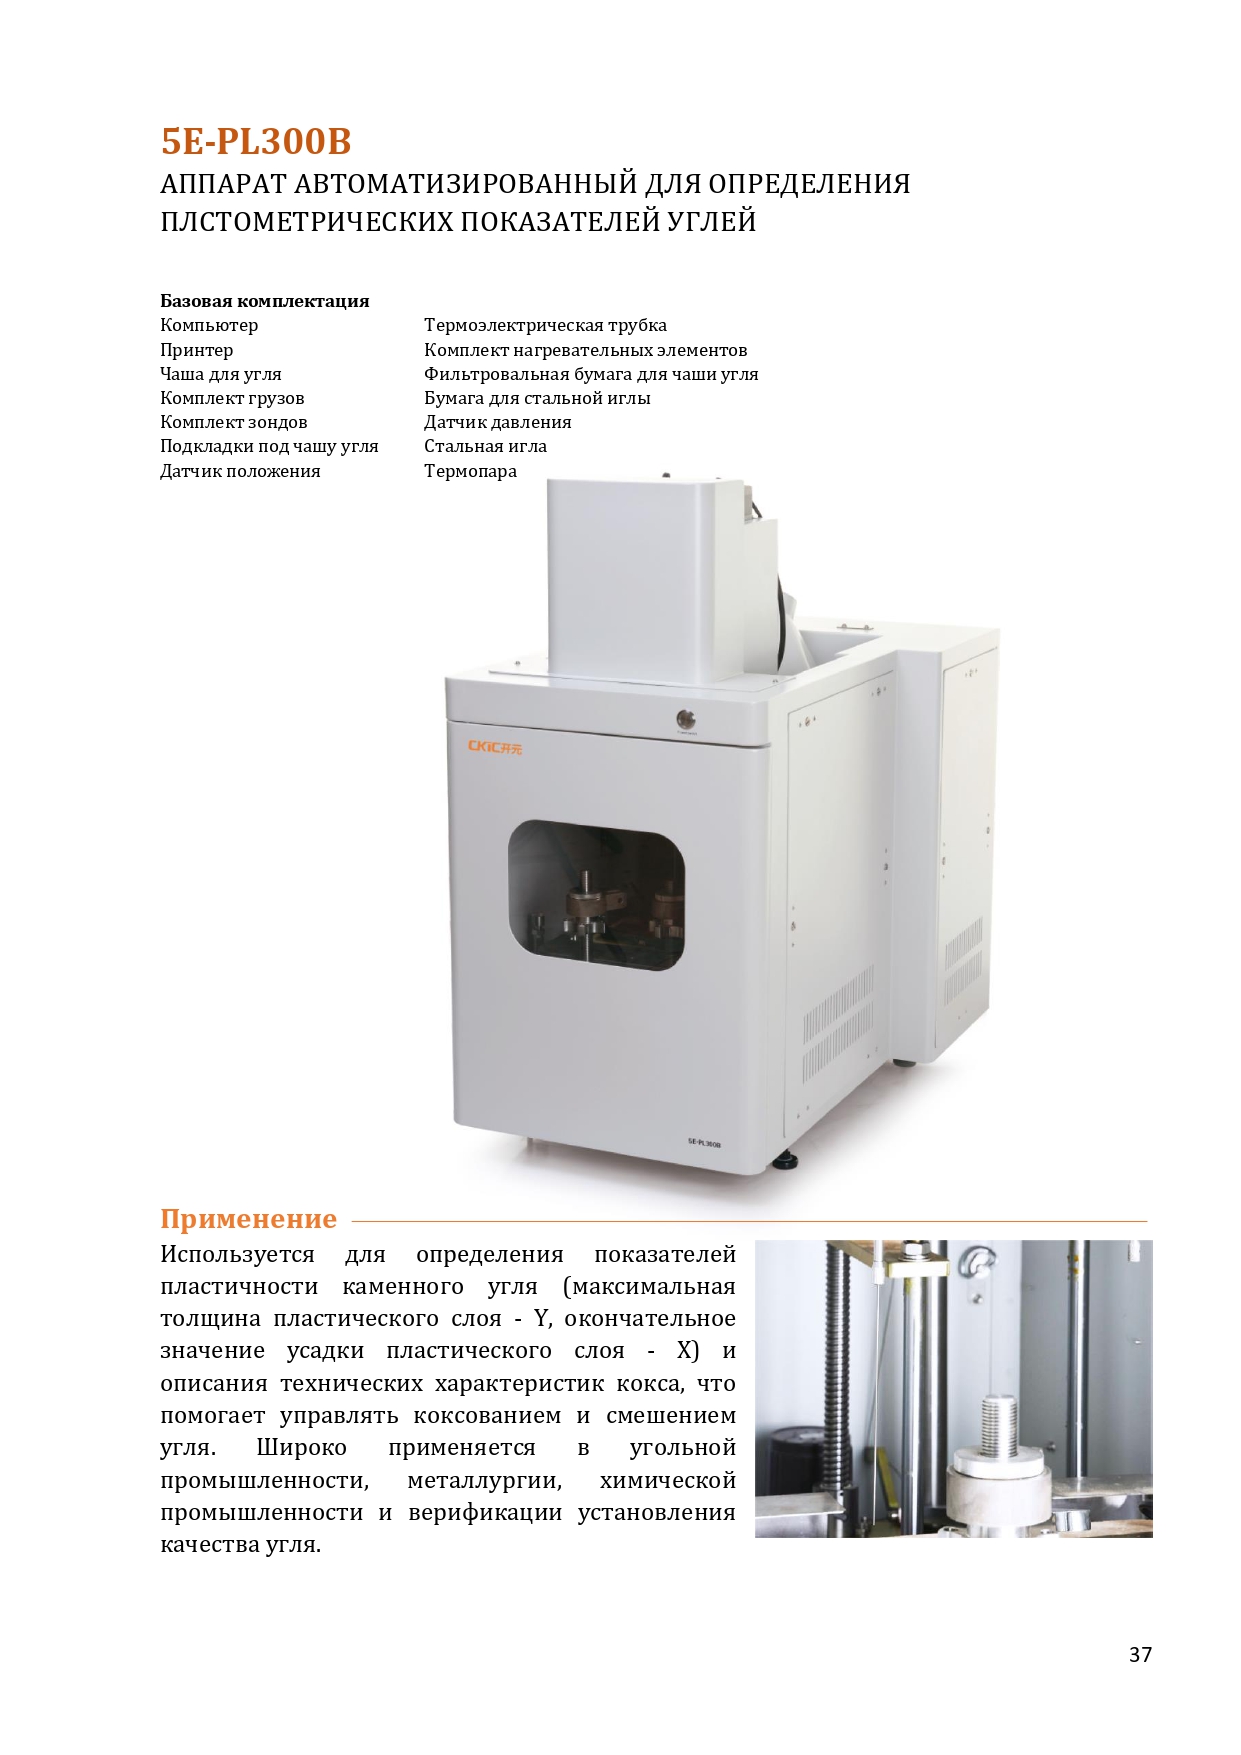 5E-PL300B
АППАРАТ АВТОМАТИЗИРОВАННЫЙ ДЛЯ ОПРЕДЕЛЕНИЯ
ПЛСТОМЕТРИЧЕСКИХ ПОКАЗАТЕЛЕЙ УГЛЕЙ
Базовая комплектация
Компьютер
Принтер
Чаша для угля
Комплект грузов
Комплект зондов
Подкладки под чашу угля
Датчик положения
Термоэлектрическая трубка
Комплект нагревательных элементов
Фильтровальная бумага для чаши угля
Бумага для стальной иглы
Датчик давления
Стальная игла
Термопара
CKIC开元
5E-PL300B
Применение
Используется для определения показателей
пластичности каменного угля (максимальная
толщина пластического слоя - Y, окончательное
значение усадки пластического слоя - X) и
описания технических характеристик кокса, что
помогает управлять коксованием и смешением
угля. Широко применяется в угольной
промышленности, металлургии, химической
промышленности и верификации установления
качества угля.
37